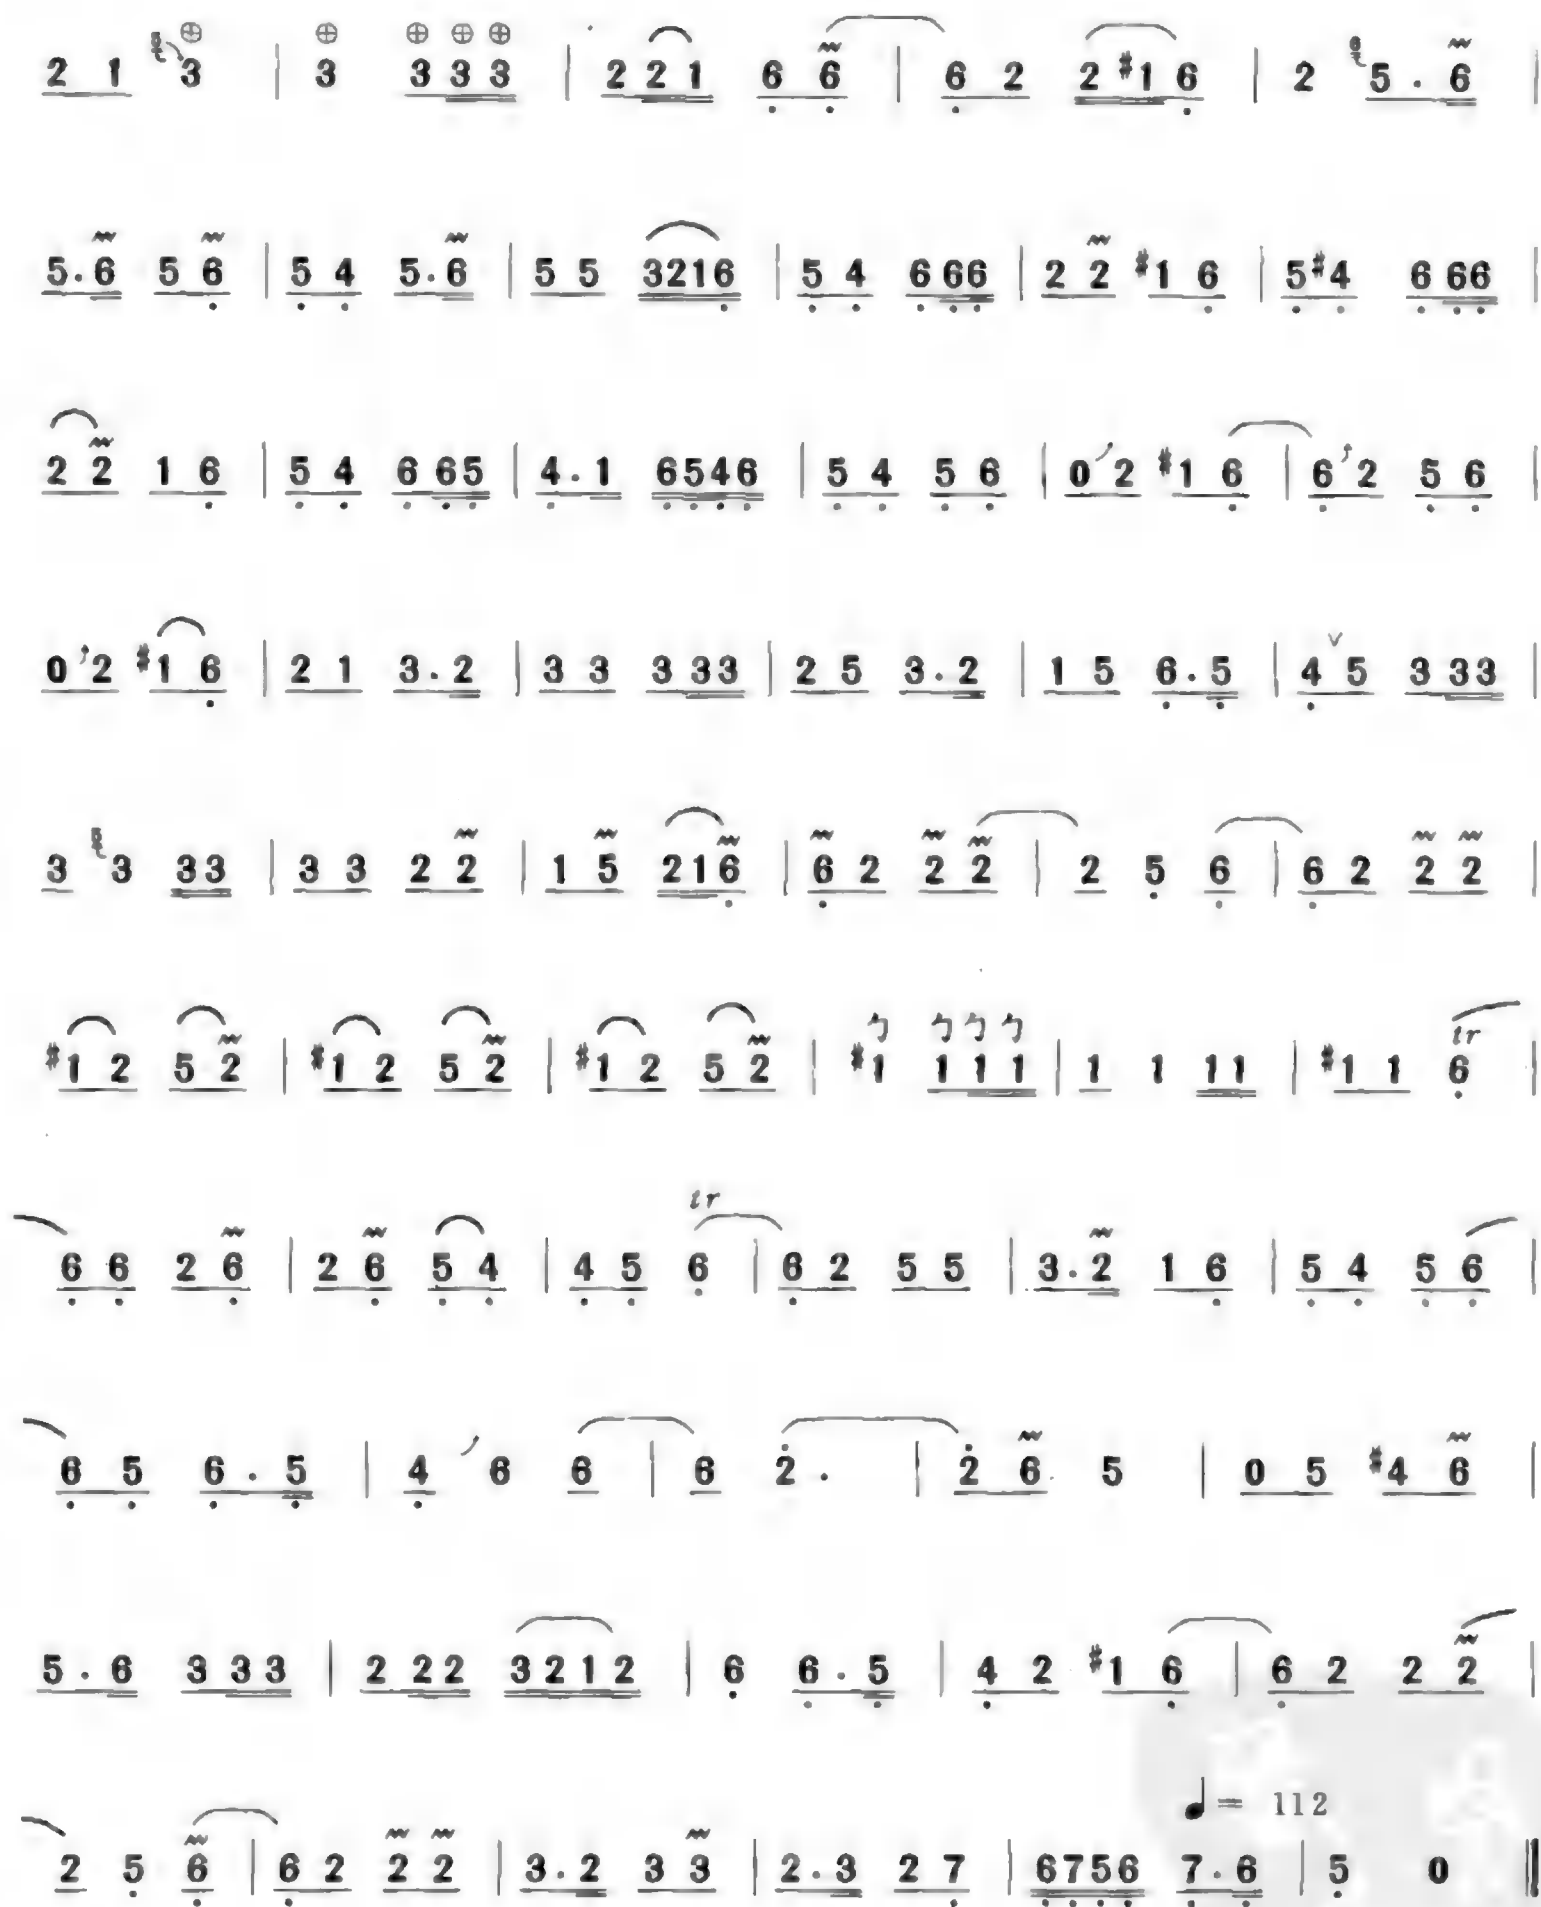 2 1 3 | 3 3 3 3 | 2 2 1 6 6 | 6 2 2 #1 6 | 2 5 . 6 |
5.6 5 6 | 5 4 5.6 | 5 5 3216 | 5 4 6 66 | 2 2 #1 6 | 5 #4 6 66 |
2 2 1 6 | 5 4 6 65 | 4.1 6546 | 5 4 5 6 | 0 2 #1 6 | 6 2 5 6 |
0 2 #1 6 | 2 1 3.2 | 3 3 3 33 | 2 5 3.2 | 1 5 6.5 | 4 5 3 33 |
3 3 33 | 3 3 2 2 | 1 5 216 | 6 2 2 2 | 2 5 6 | 6 2 2 2 |
#1 2 5 2 | #1 2 5 2 | #1 2 5 2 | #1 1 1 1 | 1 1 11 | #1 1 tr 6 |
6 6 2 6 | 2 6 5 4 | 4 5 tr 6 | 6 2 5 5 | 3.2 1 6 | 5 4 5 6 |
6 5 6 . 5 | 4 6 6 | 6 2̇ . | 2̇ 6 5 | 0 5 #4 6 |
5 . 6 3 33 | 2 22 3212 | 6 6 . 5 | 4 2 #1 6 | 6 2 2 2 |
♩= 112
2 5 6 | 6 2 2 2 | 3.2 3 3 | 2.3 2 7 | 6756 7.6 | 5 0 ‖